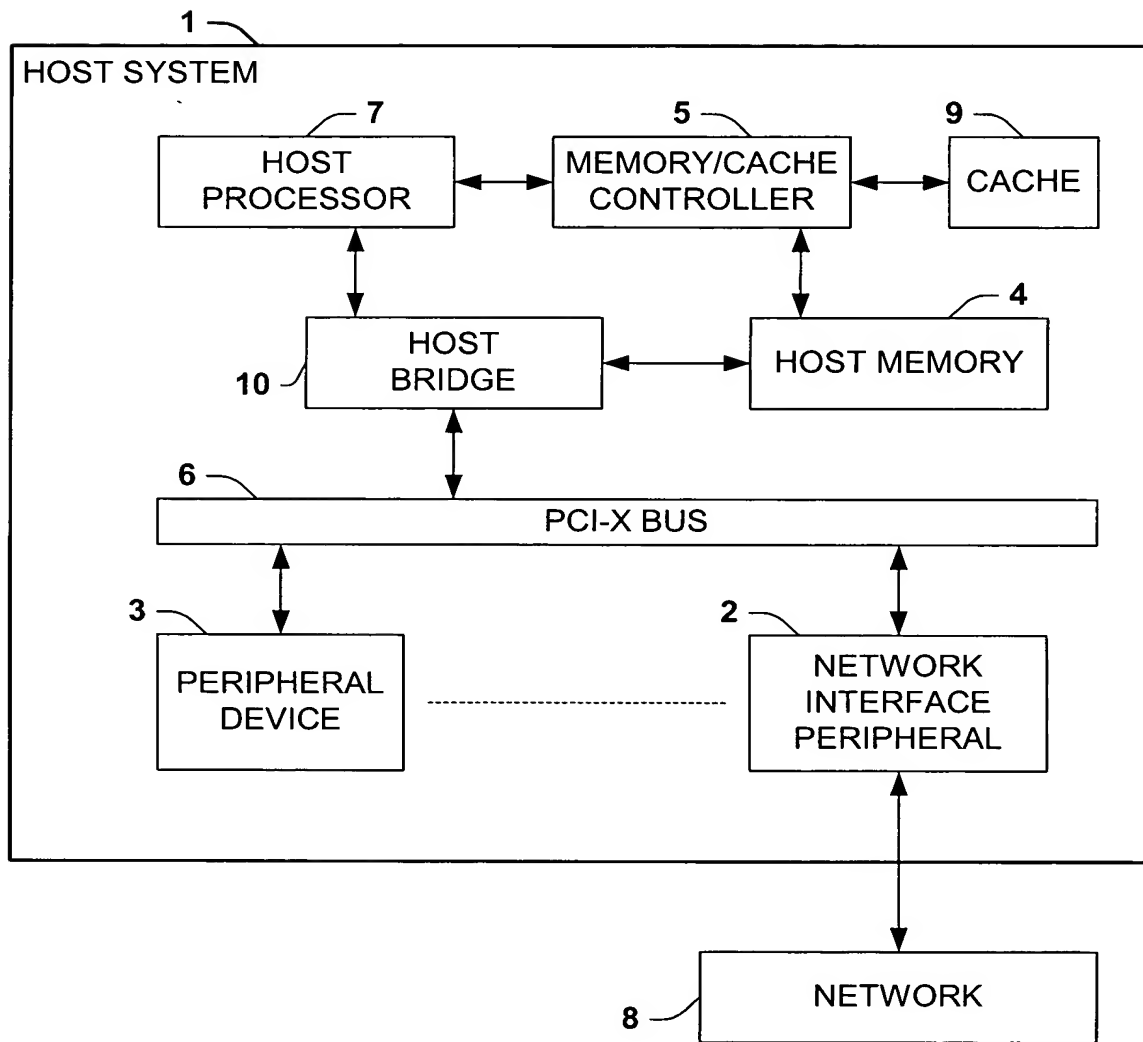 1
HOST SYSTEM
7
5
9
HOST
PROCESSOR
MEMORY/CACHE
CONTROLLER
CACHE
4
HOST
BRIDGE
10
HOST MEMORY
6
PCI-X BUS
3
2
PERIPHERAL
DEVICE
NETWORK
INTERFACE
PERIPHERAL
NETWORK
8